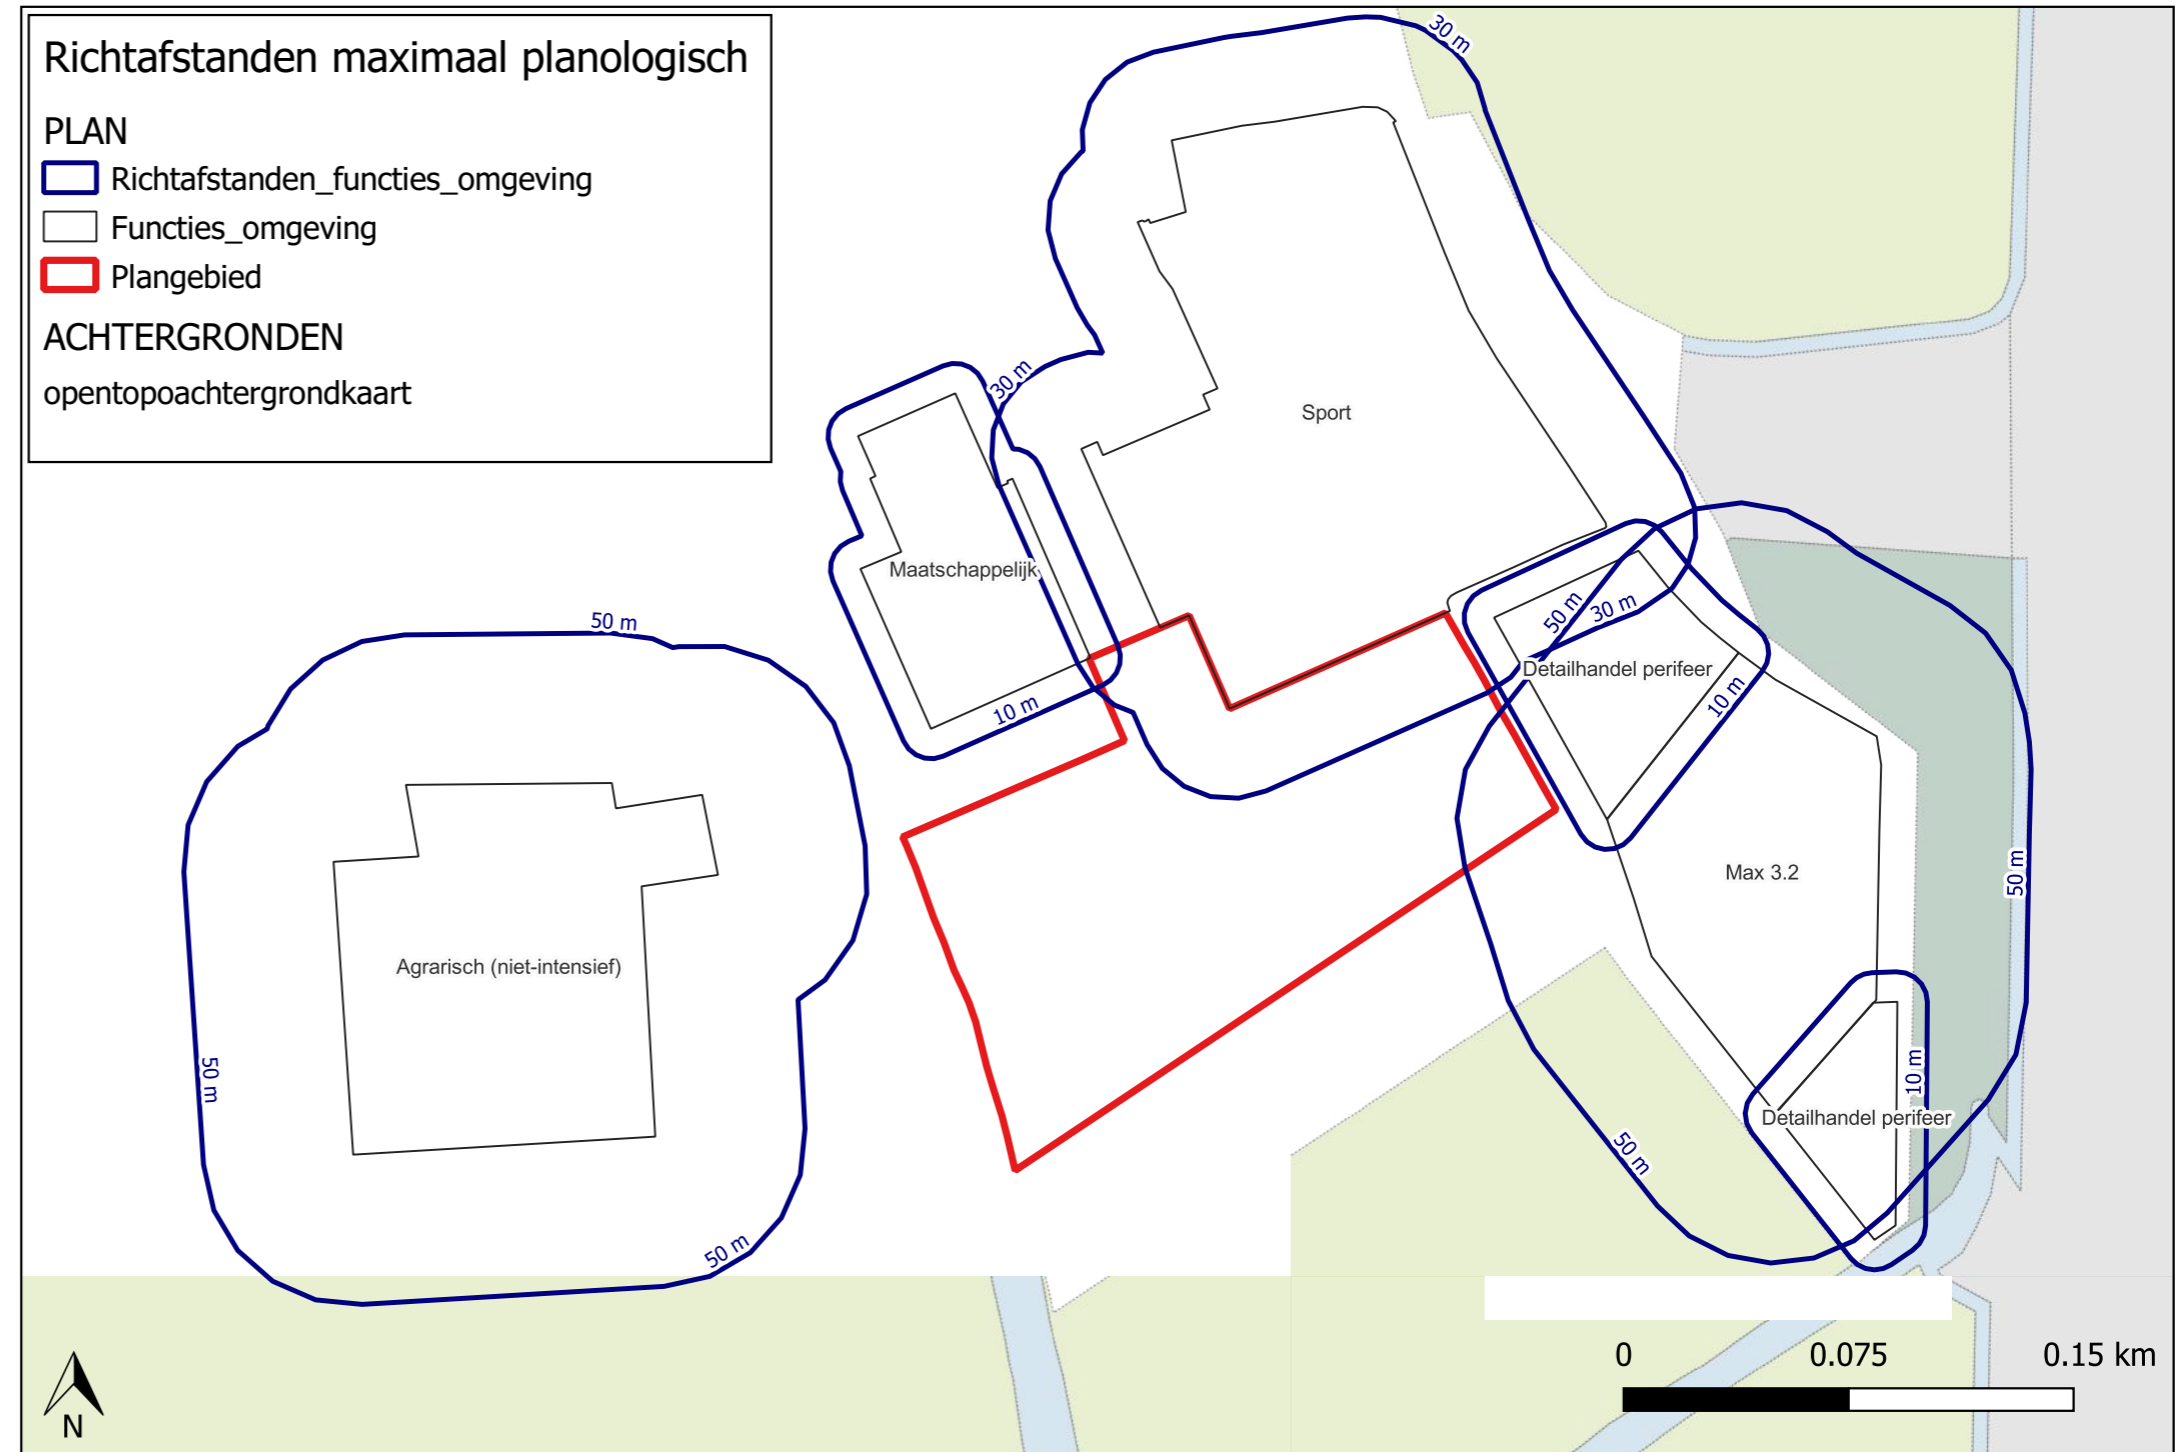 Richtafstanden maximaal planologisch
PLAN
Richtafstanden_functies_omgeving
Functies_omgeving
Plangebied
ACHTERGRONDEN
opentopoachtergrondkaart
30 m
30 m
Sport
Maatschappelijk
50 m
50 m
30 m
Detailhandel perifeer
10 m
10 m
Max 3.2
50 m
Agrarisch (niet-intensief)
50 m
10 m
Detailhandel perifeer
50 m
50 m
0 0.075 0.15 km
N